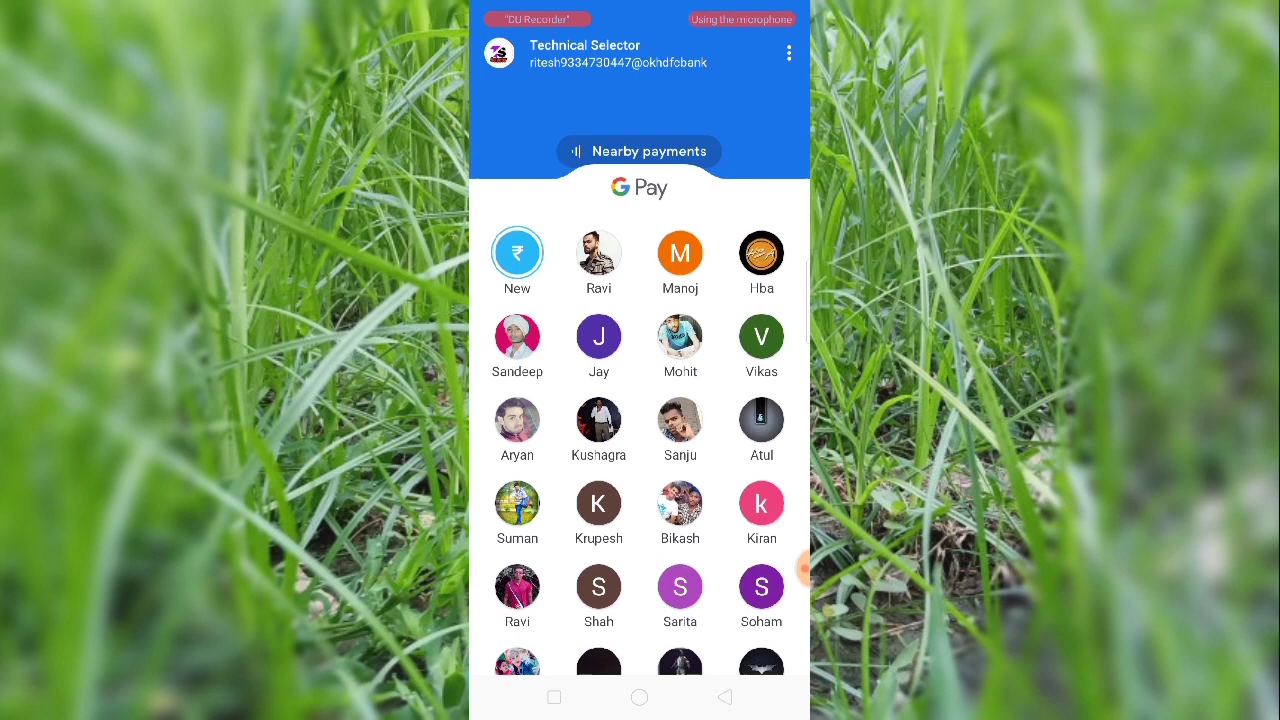 "DU Recorder" Using the microphone
Technical Selector
ritesh9334730447@okhdfcbank
Nearby payments
G Pay
₹
New
Ravi
M
Manoj
Hba
Sandeep
J
Jay
Mohit
V
Vikas
Aryan
Kushagra
Sanju
Atul
Suman
K
Krupesh
Bikash
k
Kiran
Ravi
S
Shah
S
Sarita
S
Soham